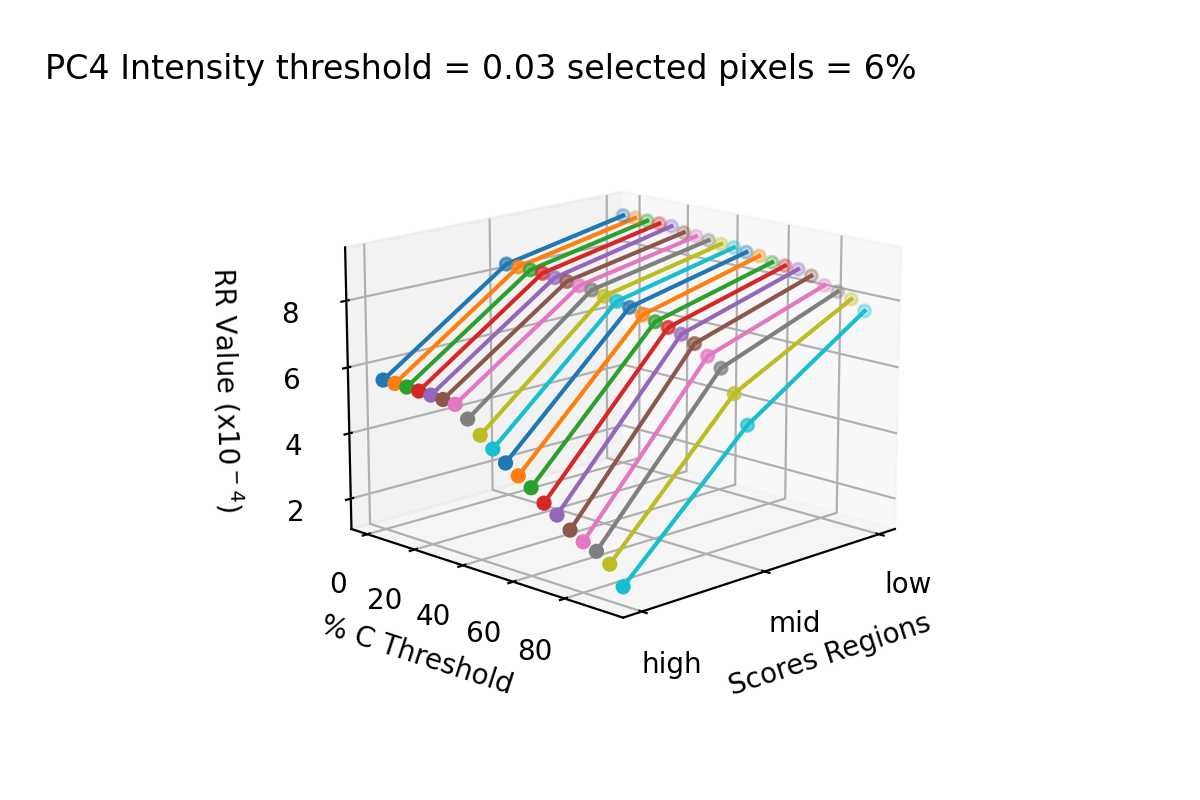 PC4 Intensity threshold = 0.03 selected pixels = 6%
RR Value (x10⁻⁴)
8
6
4
2
0
20
40
60
80
% C Threshold
high
mid
low
Scores Regions